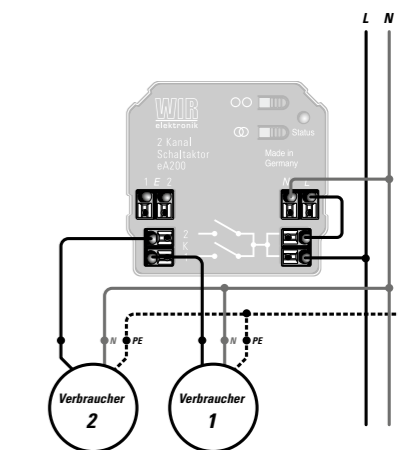 L N
WIR
elektronik
Status
2 Kanal
Schaltaktor
eA200
Made in
Germany
1 E 2
N L
2
K
N PE
N PE
Verbraucher
2
Verbraucher
1